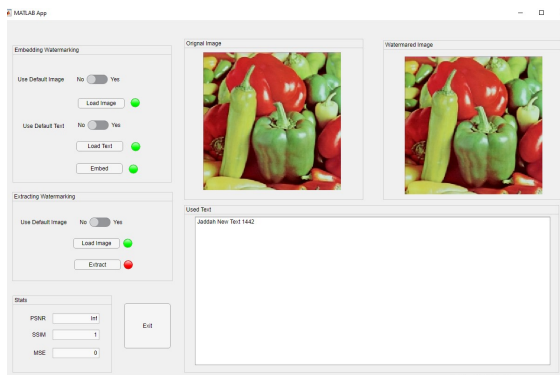 MATLAB App
Embedding Watermarking
Use Default Image No Yes
Load Image
Use Default Text No Yes
Load Text
Embed
Extracting Watermarking
Use Default Image No Yes
Load Image
Extract
Stats
PSNR Inf
SSIM 1
MSE 0
Exit
Orignal Image
Watermared Image
Used Text
Jaddah New Text 1442